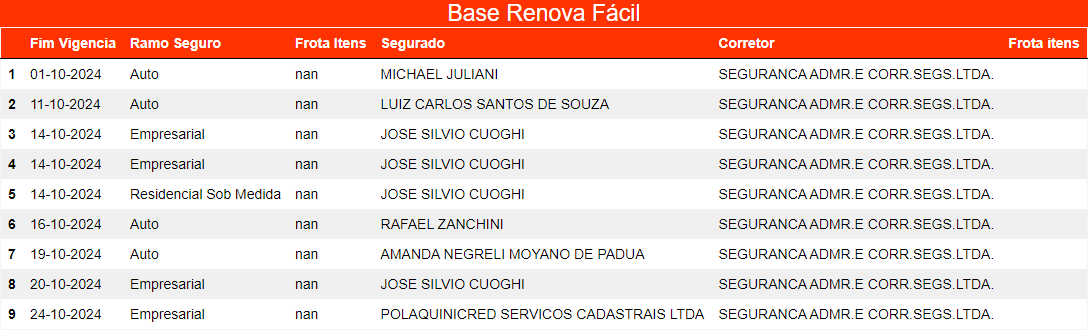 Base Renova Fácil
Fim Vigencia Ramo Seguro Frota Itens Segurado Corretor Frota itens
1 01-10-2024 Auto nan MICHAEL JULIANI SEGURANCA ADMR.E CORR.SEGS.LTDA.
2 11-10-2024 Auto nan LUIZ CARLOS SANTOS DE SOUZA SEGURANCA ADMR.E CORR.SEGS.LTDA.
3 14-10-2024 Empresarial nan JOSE SILVIO CUOGHI SEGURANCA ADMR.E CORR.SEGS.LTDA.
4 14-10-2024 Empresarial nan JOSE SILVIO CUOGHI SEGURANCA ADMR.E CORR.SEGS.LTDA.
5 14-10-2024 Residencial Sob Medida nan JOSE SILVIO CUOGHI SEGURANCA ADMR.E CORR.SEGS.LTDA.
6 16-10-2024 Auto nan RAFAEL ZANCHINI SEGURANCA ADMR.E CORR.SEGS.LTDA.
7 19-10-2024 Auto nan AMANDA NEGRELI MOYANO DE PADUA SEGURANCA ADMR.E CORR.SEGS.LTDA.
8 20-10-2024 Empresarial nan JOSE SILVIO CUOGHI SEGURANCA ADMR.E CORR.SEGS.LTDA.
9 24-10-2024 Empresarial nan POLAQUINICRED SERVICOS CADASTRAIS LTDA SEGURANCA ADMR.E CORR.SEGS.LTDA.